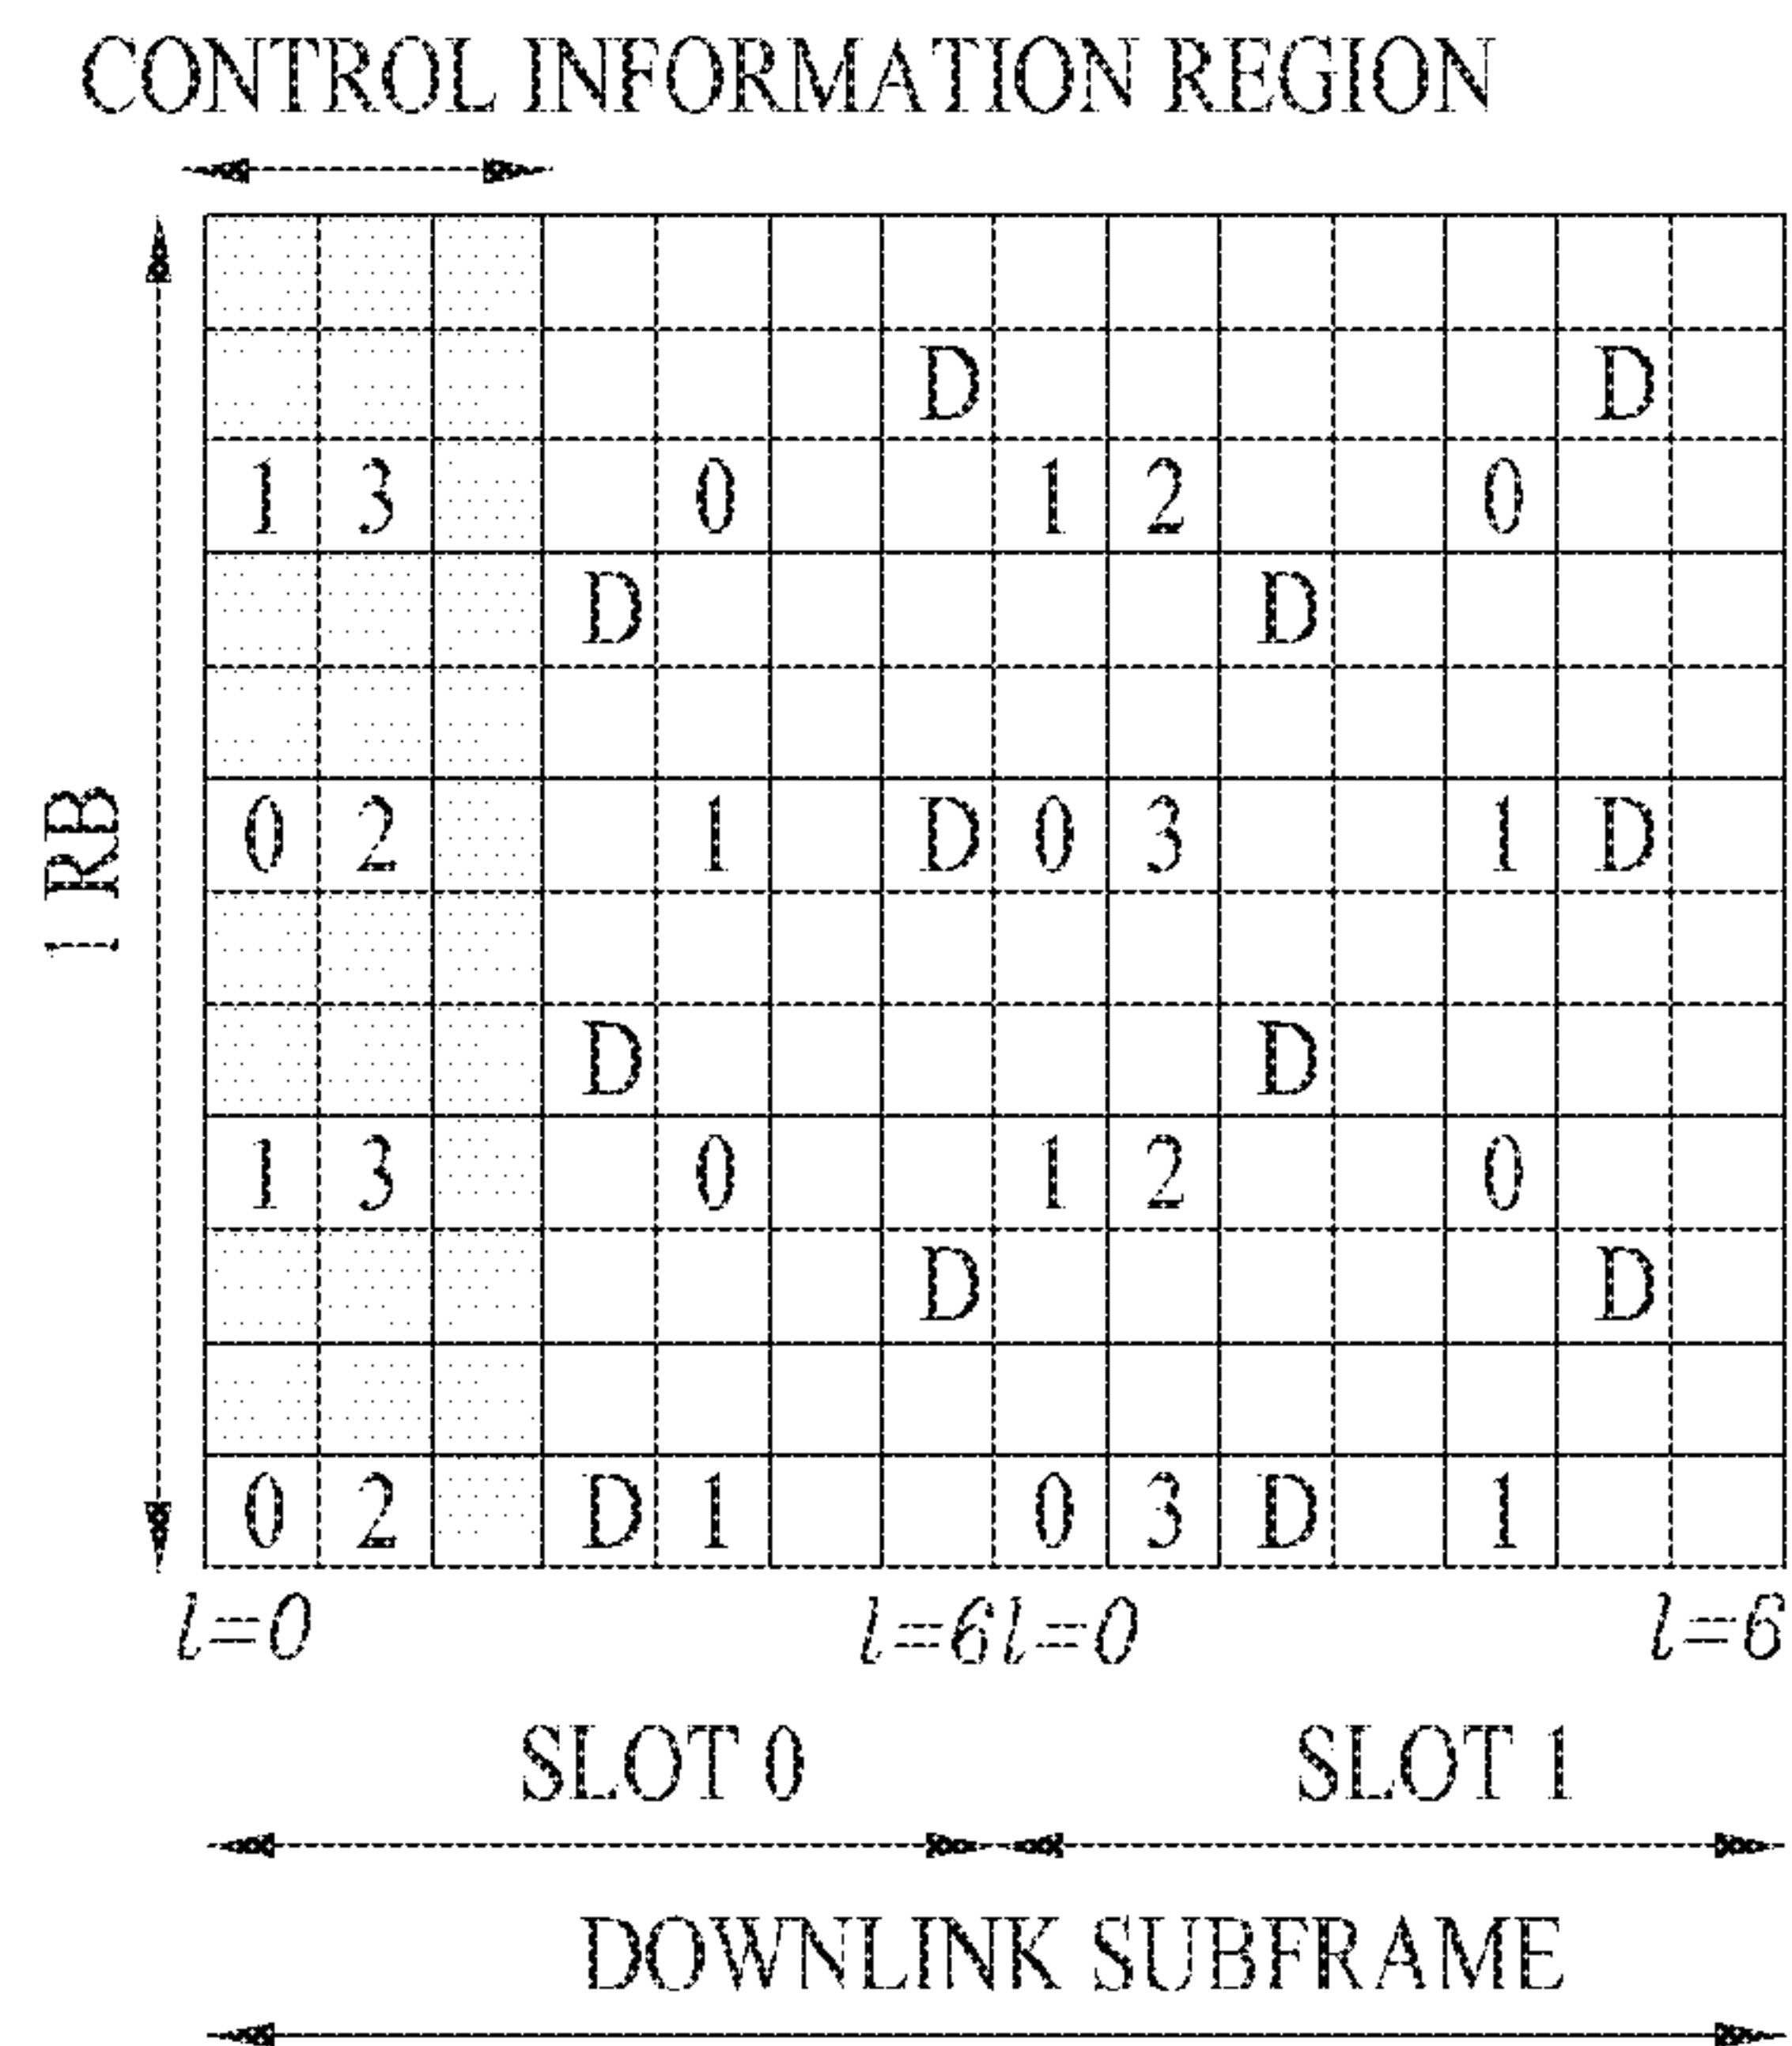 CONTROL INFORMATION REGION
D D
1 3 0 1 2 0
D D
1 RB
0 2 1 D 0 3 1 D
D D
1 3 0 1 2 0
D D
0 2 D 1 0 3 D 1
l=0 l=6 l=0 l=6
SLOT 0 SLOT 1
DOWNLINK SUBFRAME